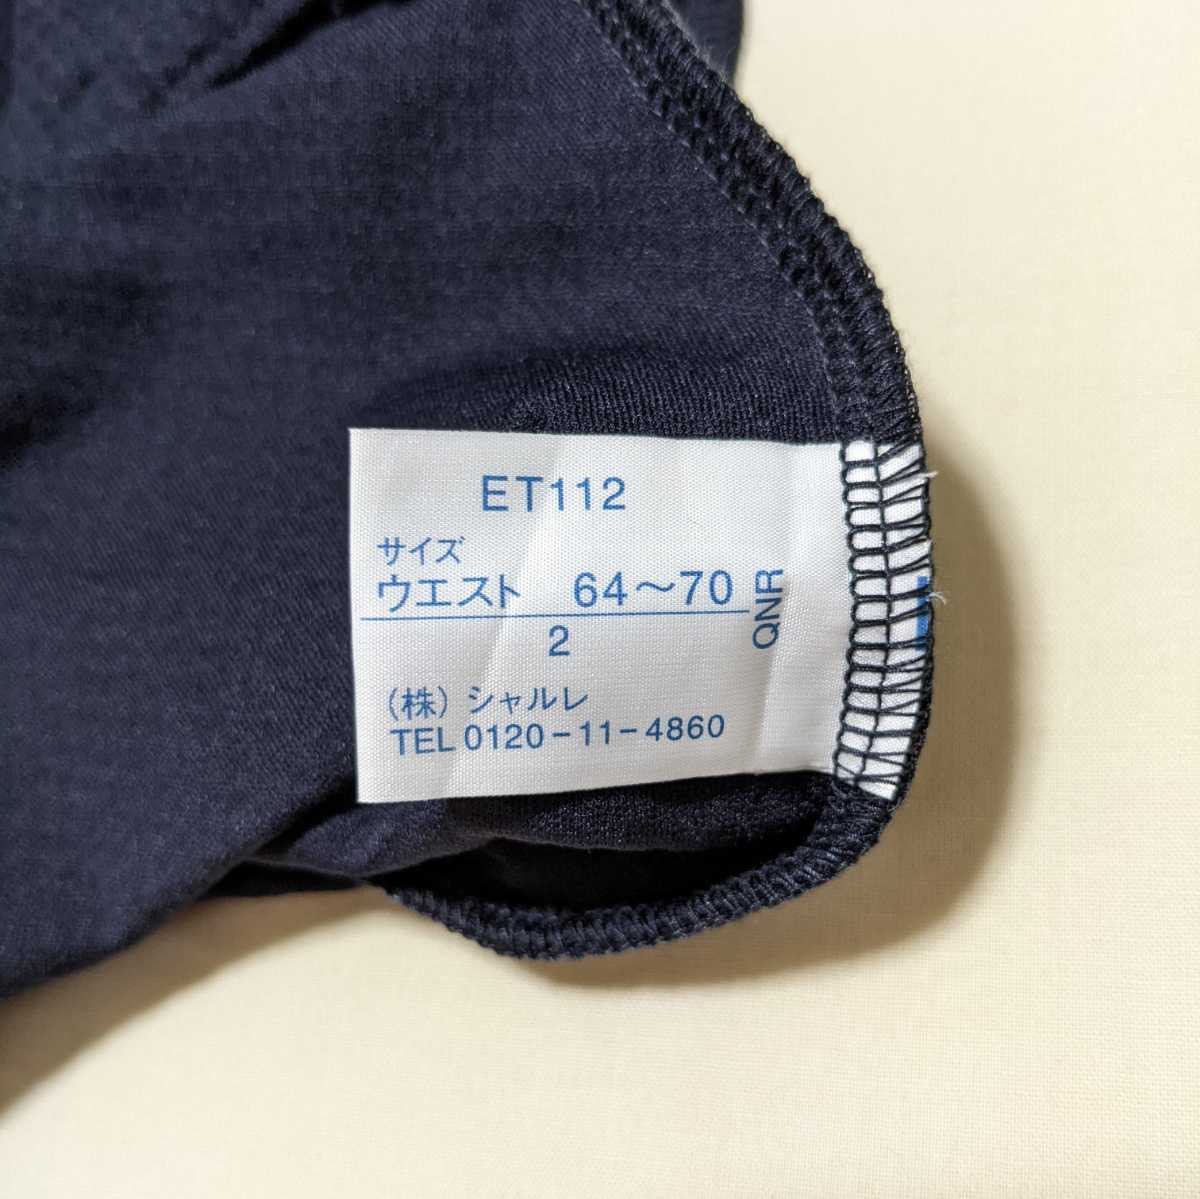 ET112
サイズ
ウエスト 64～70
2
QNR
(株) シャルレ
TEL 0120-11-4860